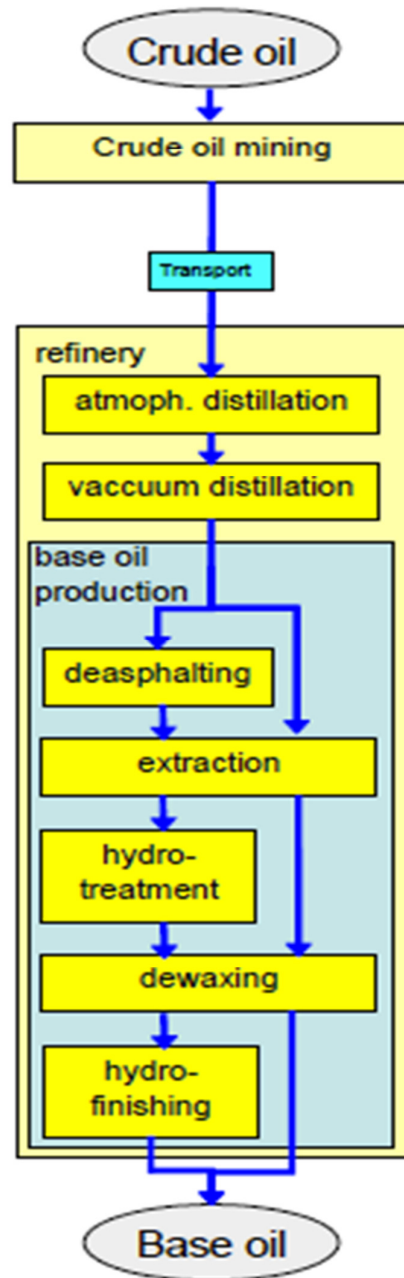 Crude oil
Crude oil mining
Transport
refinery
atmoph. distillation
vaccuum distillation
base oil
production
deasphalting
extraction
hydro-
treatment
dewaxing
hydro-
finishing
Base oil